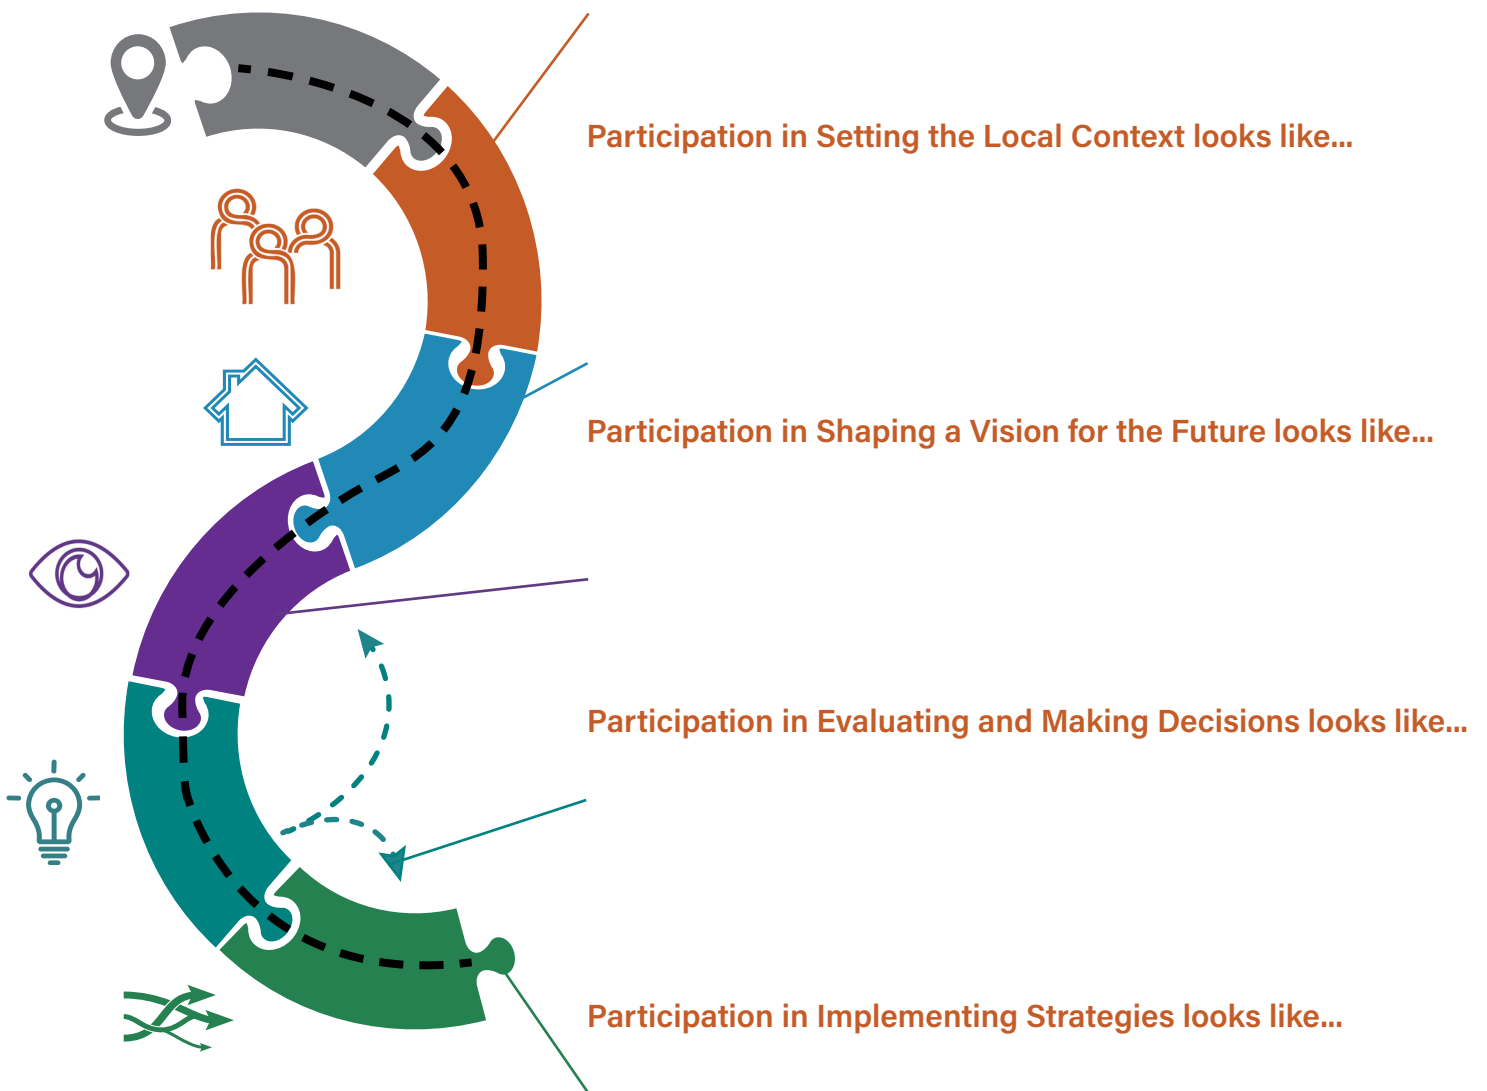 Participation in Setting the Local Context looks like...
Participation in Shaping a Vision for the Future looks like...
Participation in Evaluating and Making Decisions looks like...
Participation in Implementing Strategies looks like...